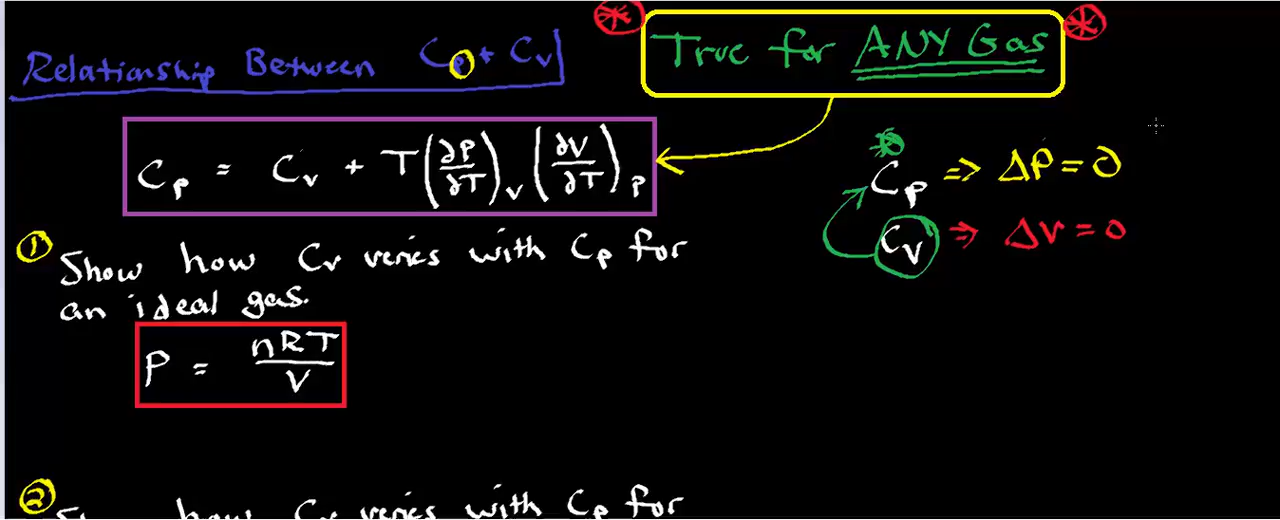 Relationship Between Cp + Cv
* True for ANY Gas *
Cp = Cv + T(∂P/∂T)v (∂V/∂T)p
* Cp => ΔP = 0
Cv => ΔV = 0
① Show how Cv varies with Cp for
an ideal gas.
P = nRT/V
② Show how Cv varies with Cp for